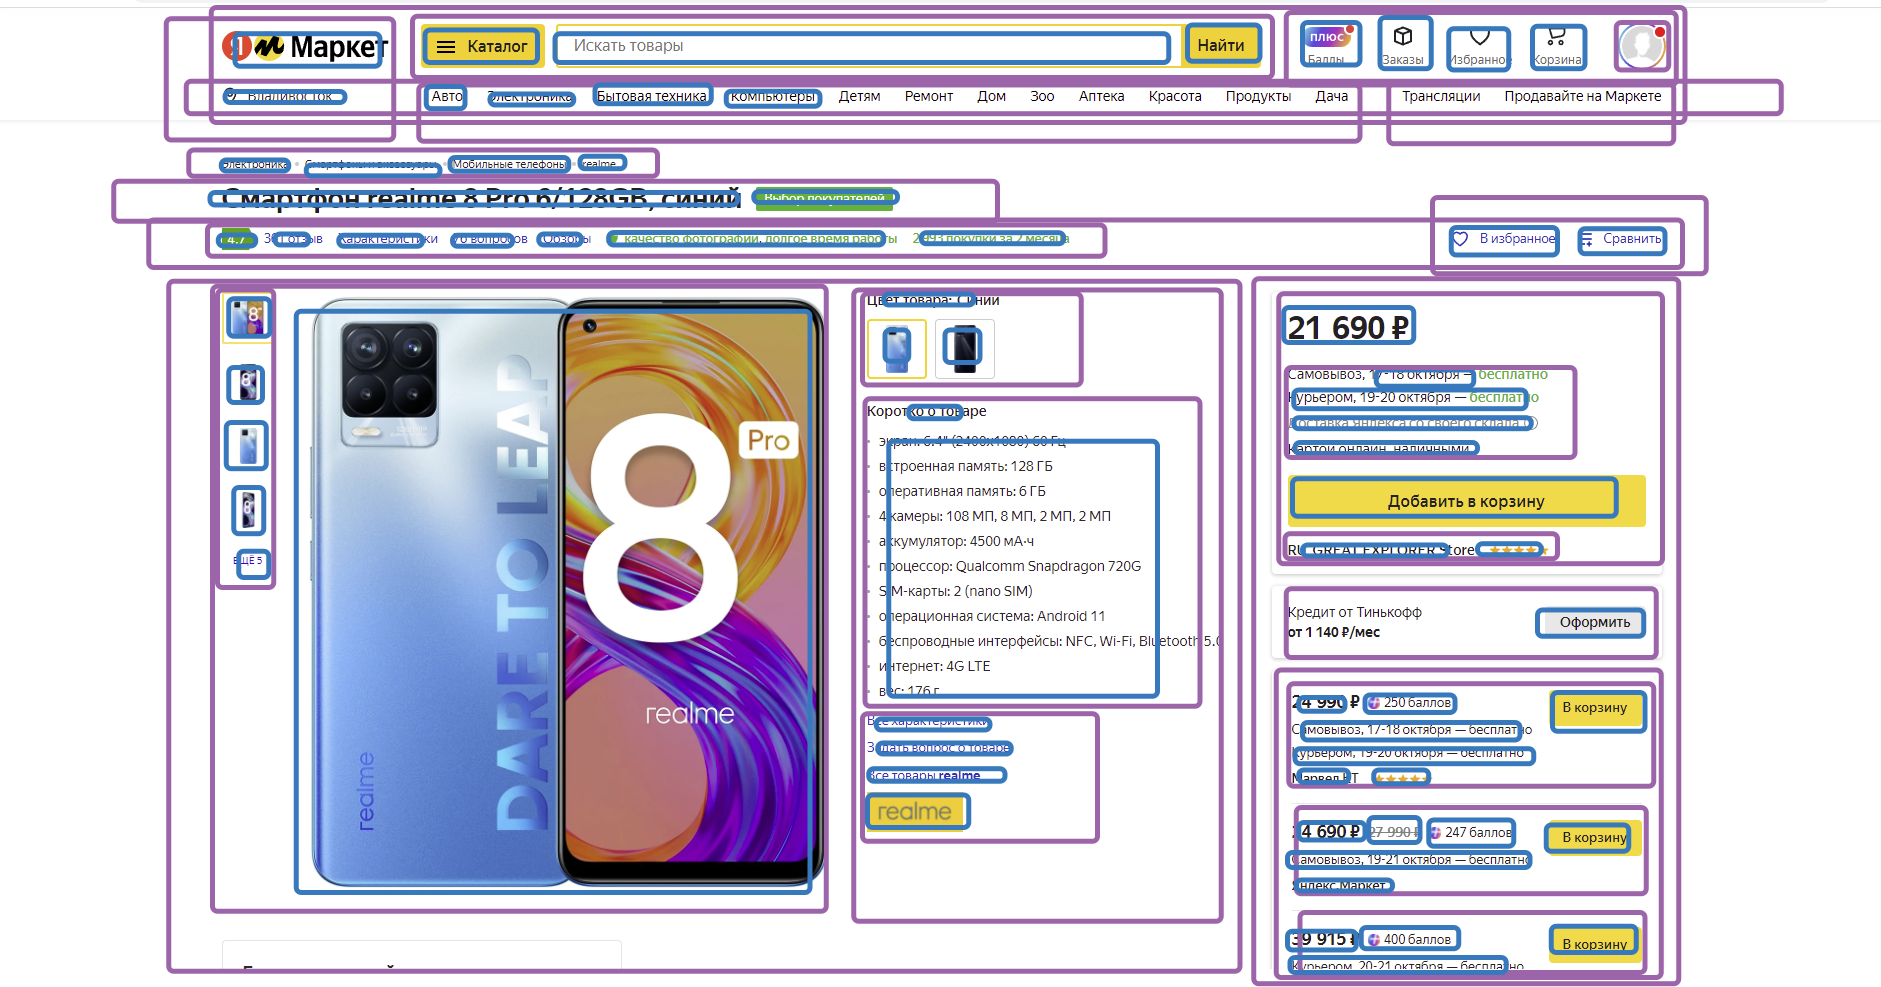 Я Маркет
Каталог
Искать товары
Найти
плюс
Баллы
Заказы
Избранное
Корзина
Владивосток
Авто
Электроника
Бытовая техника
Компьютеры
Детям
Ремонт
Дом
Зоо
Аптека
Красота
Продукты
Дача
Трансляции
Продавайте на Маркете
Электроника
Смартфоны и аксессуары
Мобильные телефоны
realme
Смартфон realme 8 Pro 6/128GB, синий
Выбор покупателей
4.7
отзыв
Характеристики
70 вопросов
Обзоры
качество фотографии, долгое время работы
покупки за 2 месяца
В избранное
Сравнить
ЕЩЁ 5
DARE TO LEAP
realme
8
Pro
realme
Цвет товара: Синий
Коротко о товаре
экран: 6.4" (2400x1080) 60 Гц
встроенная память: 128 ГБ
оперативная память: 6 ГБ
4 камеры: 108 МП, 8 МП, 2 МП, 2 МП
аккумулятор: 4500 мА·ч
процессор: Qualcomm Snapdragon 720G
SIM-карты: 2 (nano SIM)
операционная система: Android 11
беспроводные интерфейсы: NFC, Wi-Fi, Bluetooth 5.0
интернет: 4G LTE
вес: 176 г
Все характеристики
Задать вопрос о товаре
Все товары realme
realme
21 690 ₽
Самовывоз, 17-18 октября — бесплатно
Курьером, 19-20 октября — бесплатно
Доставка Яндекса со своего склада
Картой онлайн, наличными
Добавить в корзину
RU GREAT EXPLORER Store
Кредит от Тинькофф
от 1 140 ₽/мес
Оформить
24 990 ₽
250 баллов
В корзину
Самовывоз, 17-18 октября — бесплатно
Курьером, 19-20 октября — бесплатно
Марвел КТ
24 690 ₽
27 990 ₽
247 баллов
В корзину
Самовывоз, 19-21 октября — бесплатно
Яндекс.Маркет
39 915 ₽
400 баллов
В корзину
Курьером, 20-21 октября — бесплатно